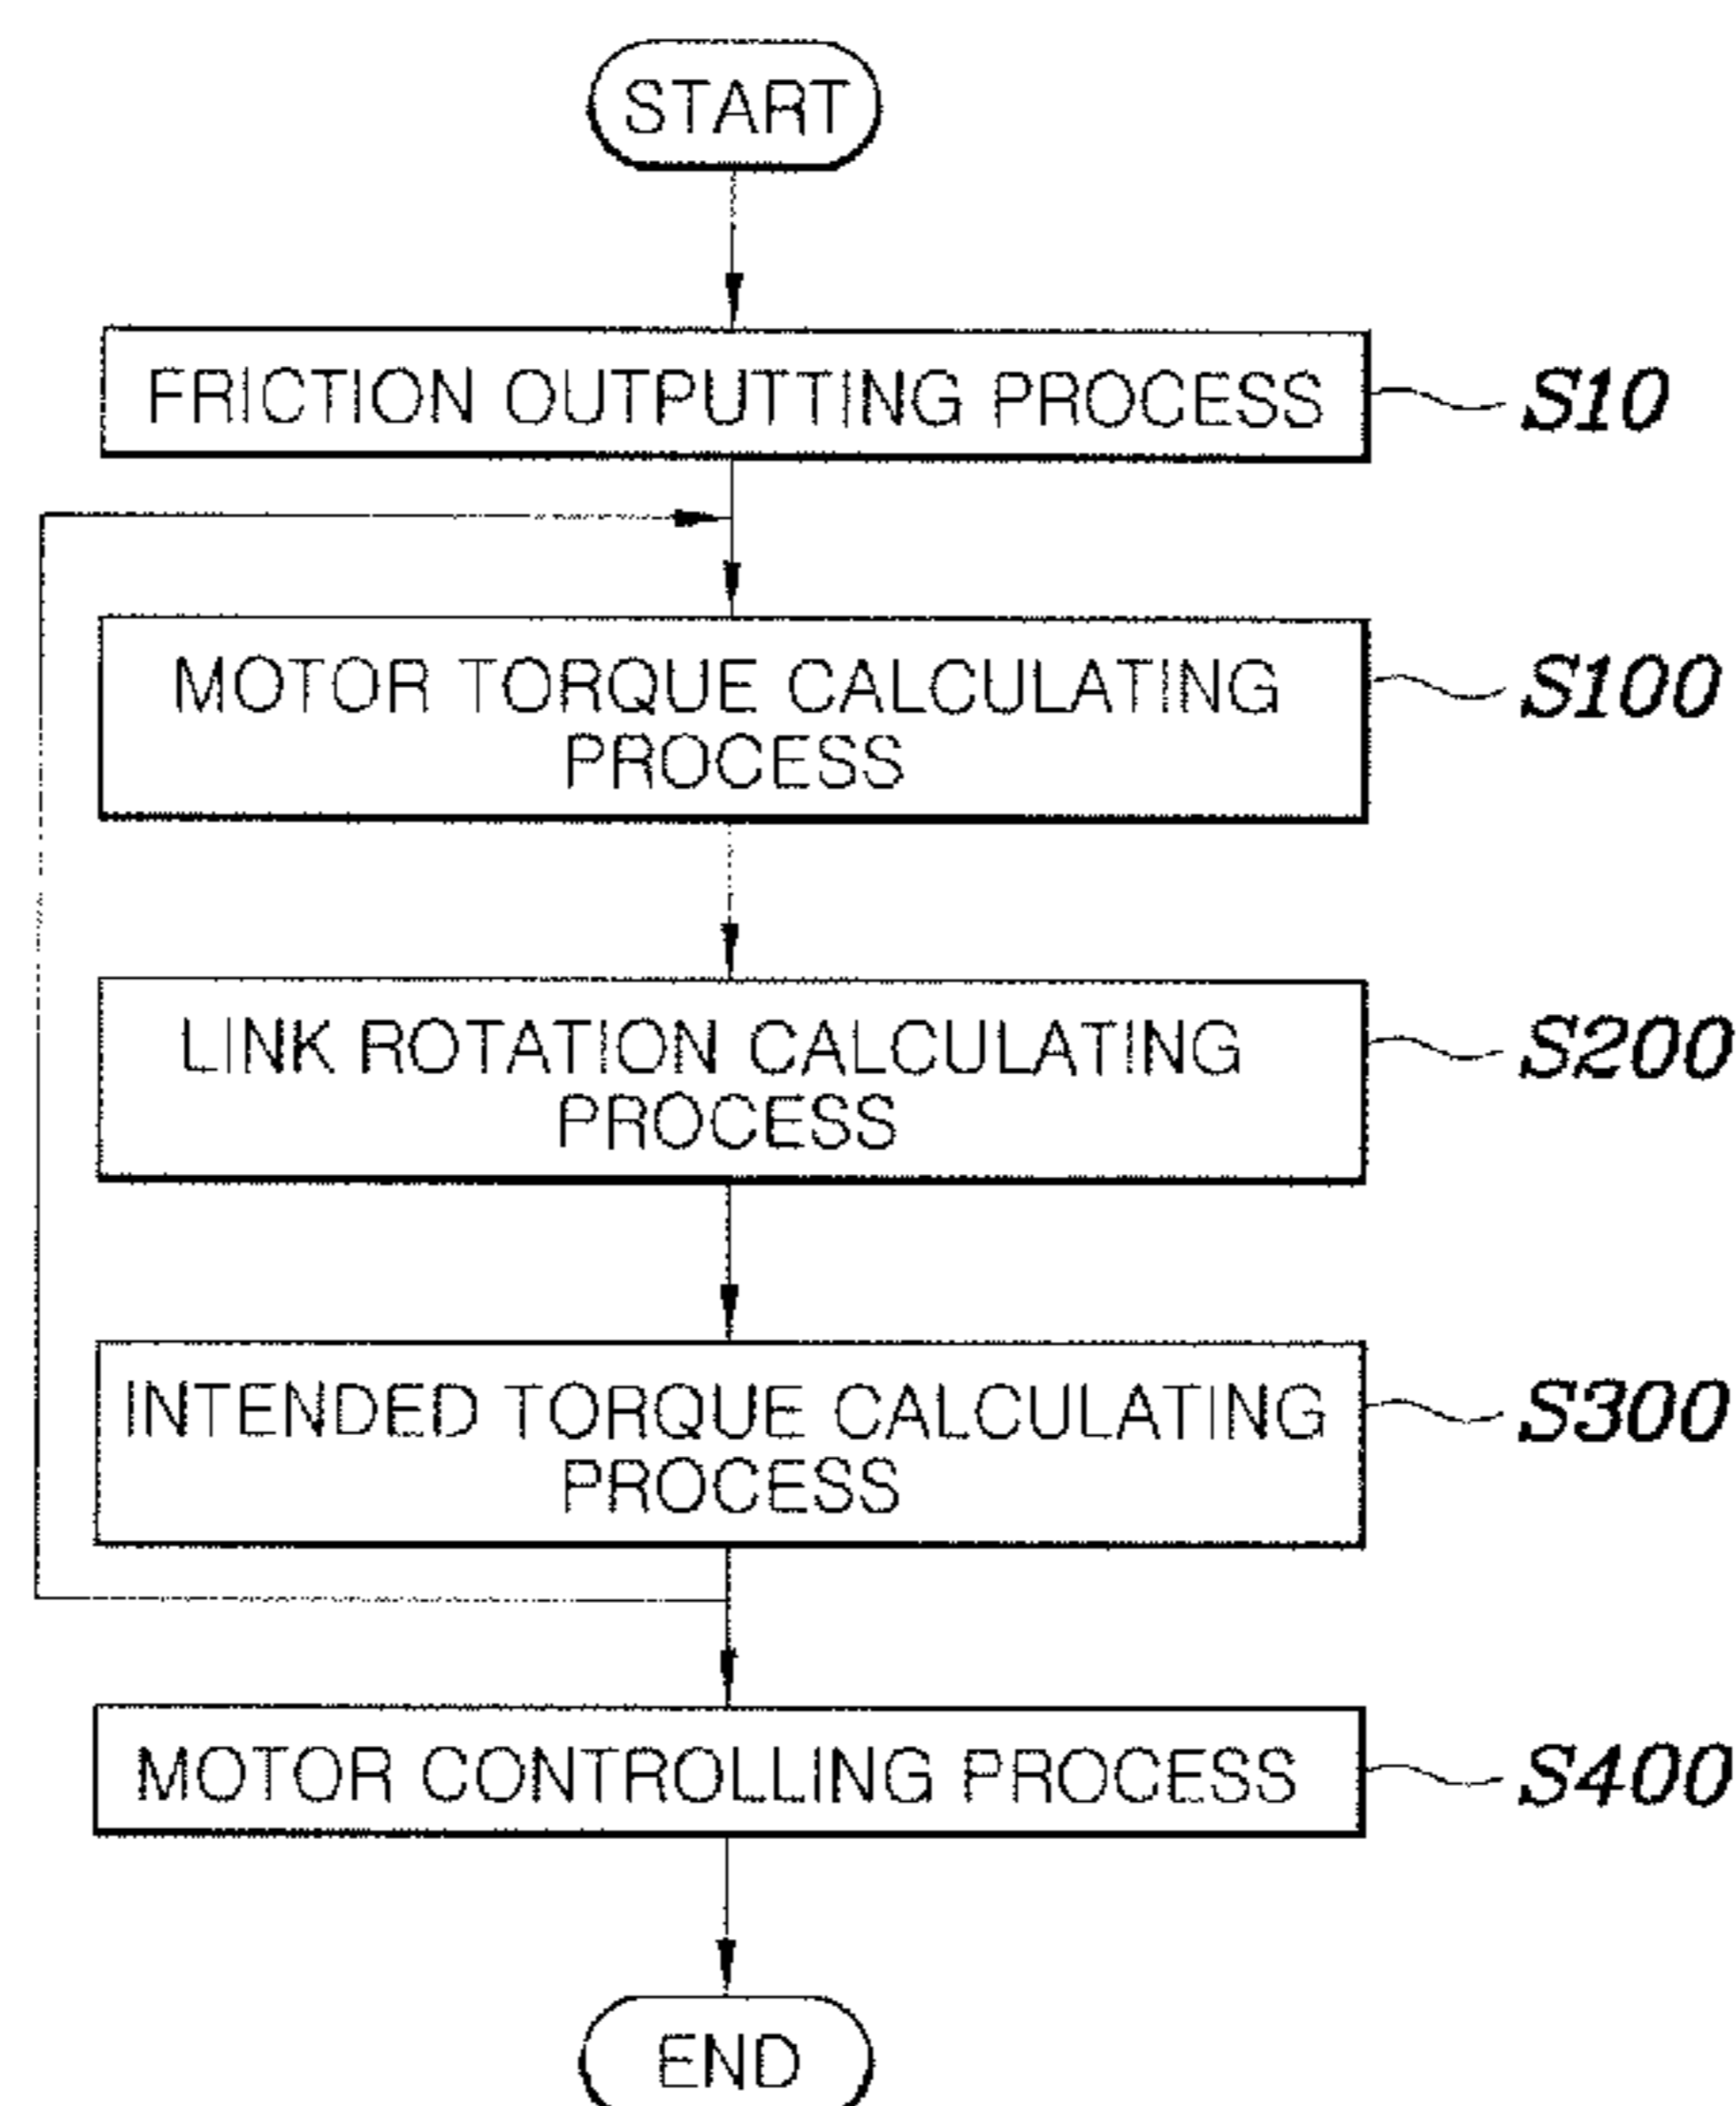 START
FRICTION OUTPUTTING PROCESS
S10
MOTOR TORQUE CALCULATING
PROCESS
S100
LINK ROTATION CALCULATING
PROCESS
S200
INTENDED TORQUE CALCULATING
PROCESS
S300
MOTOR CONTROLLING PROCESS
S400
END